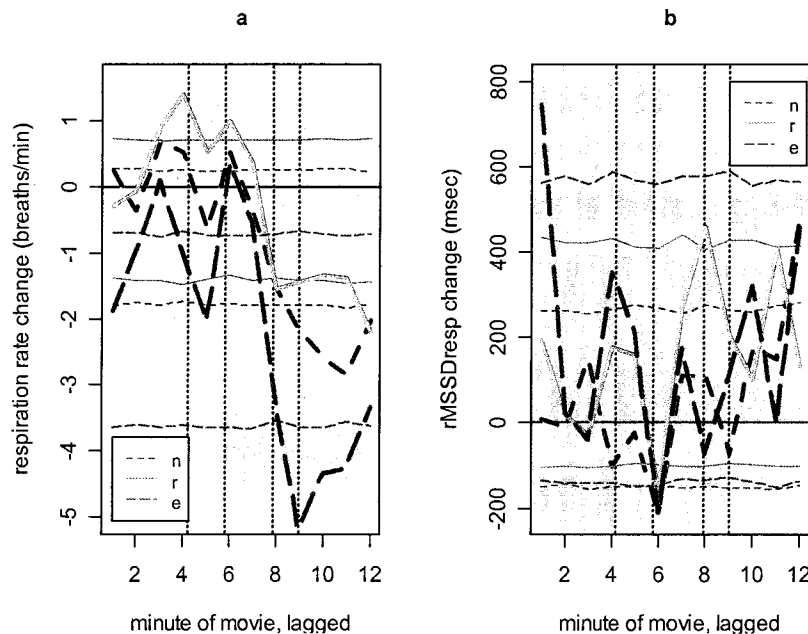 a
respiration rate change (breaths/min)
1
0
-1
-2
-3
-4
-5
n
r
e
2 4 6 8 10 12
minute of movie, lagged
b
rMSSDresp change (msec)
800
600
400
200
0
-200
n
r
e
2 4 6 8 10 12
minute of movie, lagged